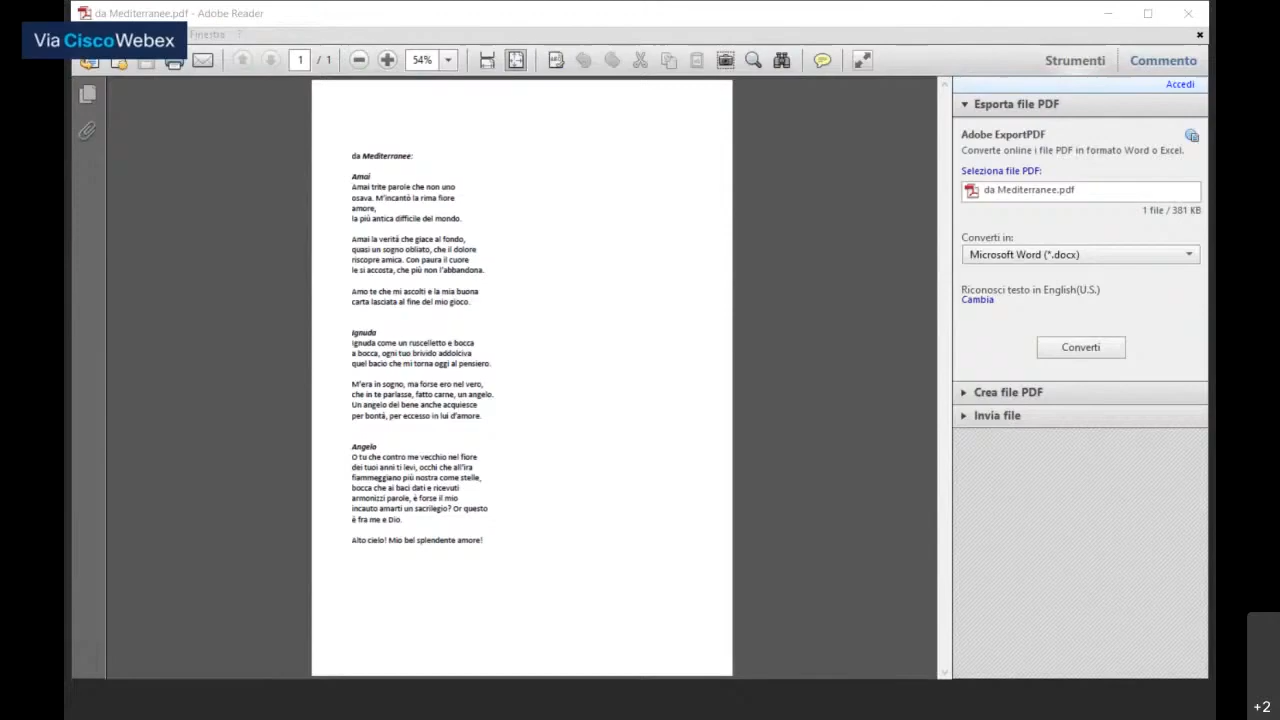 da Mediterranee.pdf - Adobe Reader
Via CiscoWebex
Finestra ?
1 / 1
54%
Strumenti
Commento
Accedi
Esporta file PDF
Adobe ExportPDF
Converte online i file PDF in formato Word o Excel.
Seleziona file PDF:
da Mediterranee.pdf
1 file / 381 KB
Converti in:
Microsoft Word (*.docx)
Riconosci testo in English(U.S.)
Cambia
Converti
Crea file PDF
Invia file
da Mediterranee:
Amai
Amai trite parole che non uno
osava. M'incantò la rima fiore
amore,
la più antica difficile del mondo.
Amai la verità che giace al fondo,
quasi un sogno obliato, che il dolore
riscopre amica. Con paura il cuore
le si accosta, che più non l'abbandona.
Amo te che mi ascolti e la mia buona
carta lasciata al fine del mio gioco.
Ignuda
Ignuda come un ruscelletto e bocca
a bocca, ogni tuo brivido addolciva
quel bacio che mi torna oggi al pensiero.
M'era in sogno, ma forse ero nel vero,
che in te parlasse, fatto carne, un angelo.
Un angelo del bene anche acquiesce
per bontà, per eccesso in lui d'amore.
Angelo
O tu che contro me vecchio nel fiore
dei tuoi anni ti levi, occhi che all'ira
fiammeggiano più nostra come stelle,
bocca che ai baci dati e ricevuti
armonizzi parole, è forse il mio
incauto amarti un sacrilegio? Or questo
è fra me e Dio.
Alto cielo! Mio bel splendente amore!
+2